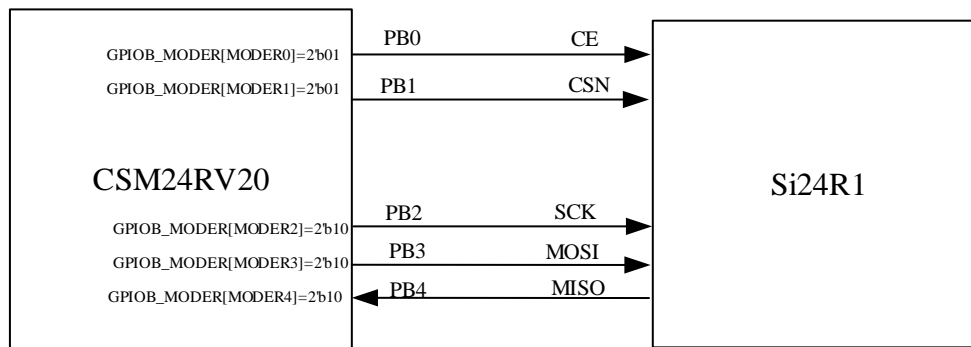 PB0 CE
GPIOB_MODER[MODER0]=2'b01
PB1 CSN
GPIOB_MODER[MODER1]=2'b01
CSM24RV20
Si24R1
PB2 SCK
GPIOB_MODER[MODER2]=2'b10
PB3 MOSI
GPIOB_MODER[MODER3]=2'b10
PB4 MISO
GPIOB_MODER[MODER4]=2'b10